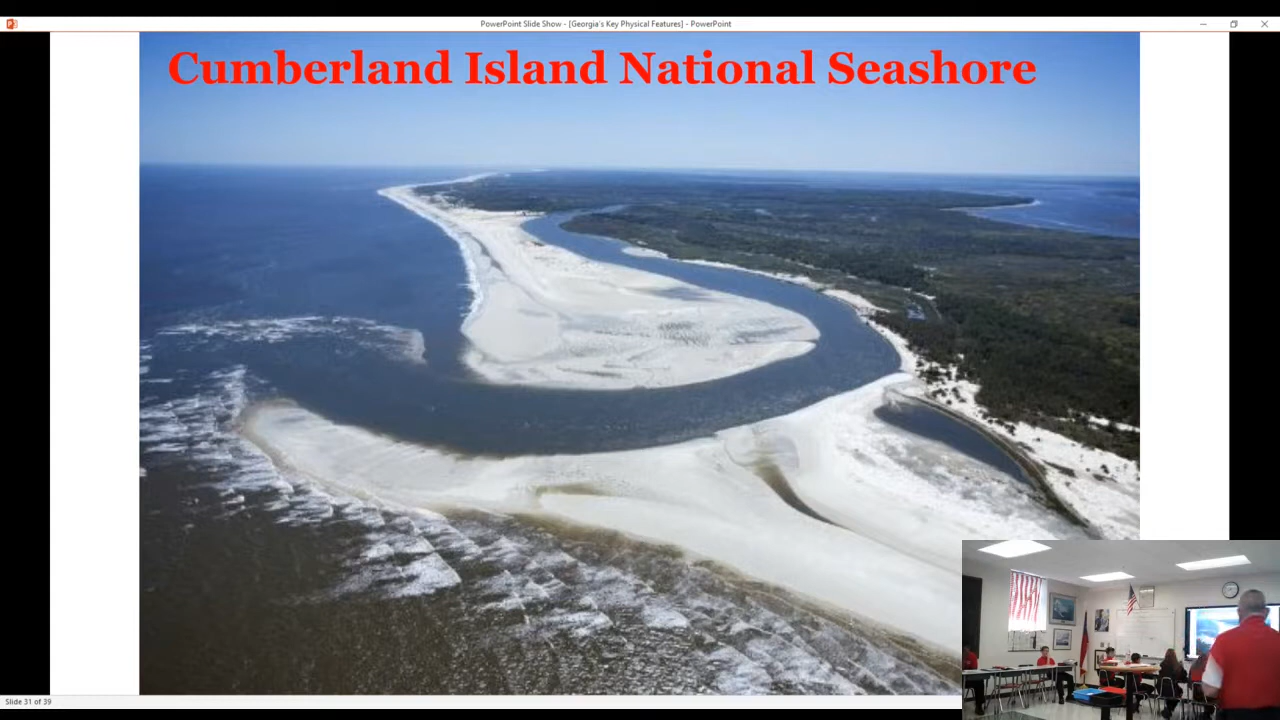 PowerPoint Slide Show - [Georgia's Key Physical Features] - PowerPoint
Cumberland Island National Seashore
Slide 31 of 39